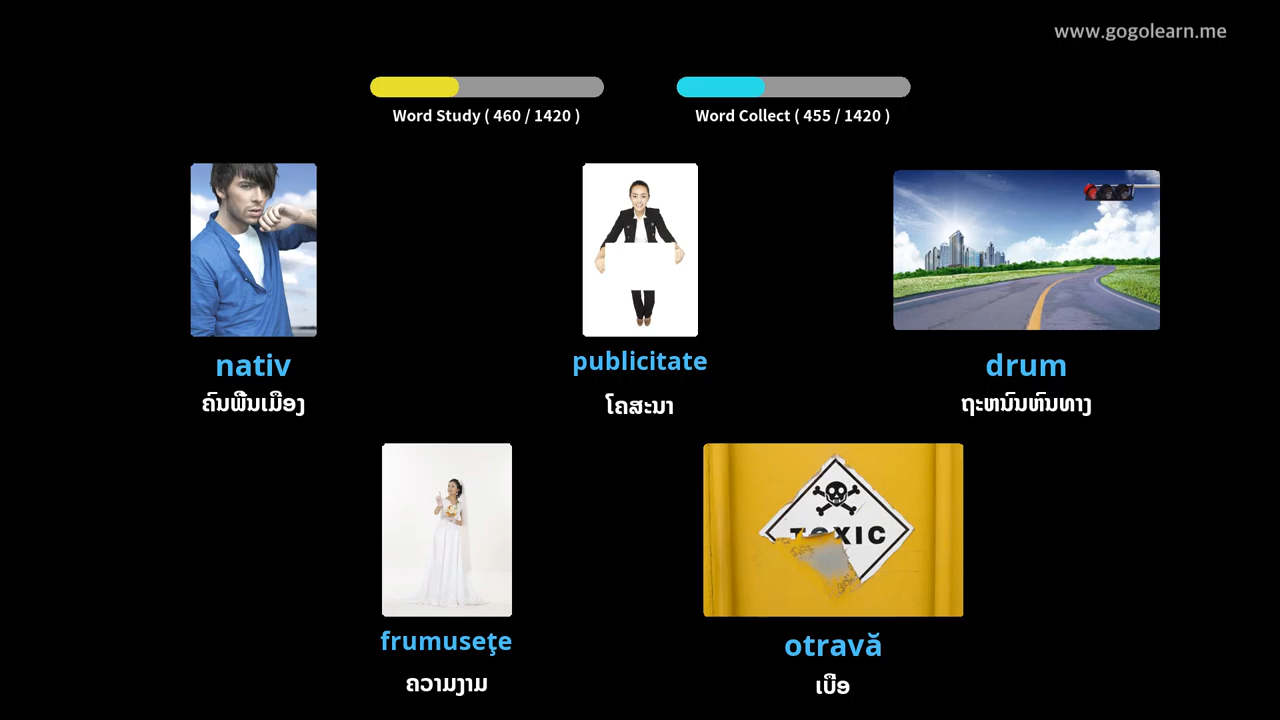 www.gogolearn.me
Word Study ( 460 / 1420 )
Word Collect ( 455 / 1420 )
nativ
ຄົນພື້ນເມືອງ
publicitate
ໂຄສະນາ
drum
ຖະຫນົນຫົນທາງ
TOXIC
frumuseţe
ຄວາມງາມ
otravă
ເບື່ອ